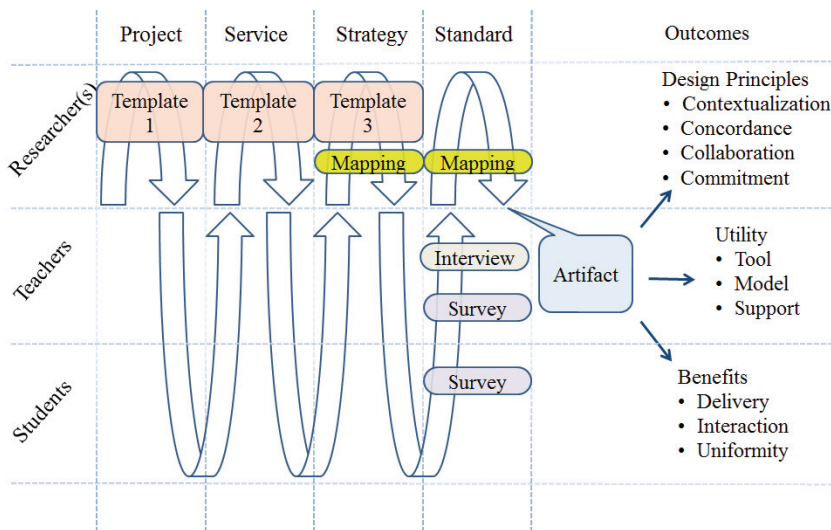 Project Service Strategy Standard Outcomes
Researcher(s)
Template
1
Template
2
Template
3
Mapping
Mapping
Design Principles
• Contextualization
• Concordance
• Collaboration
• Commitment
Teachers
Interview
Survey
Artifact
Utility
• Tool
• Model
• Support
Students
Survey
Benefits
• Delivery
• Interaction
• Uniformity